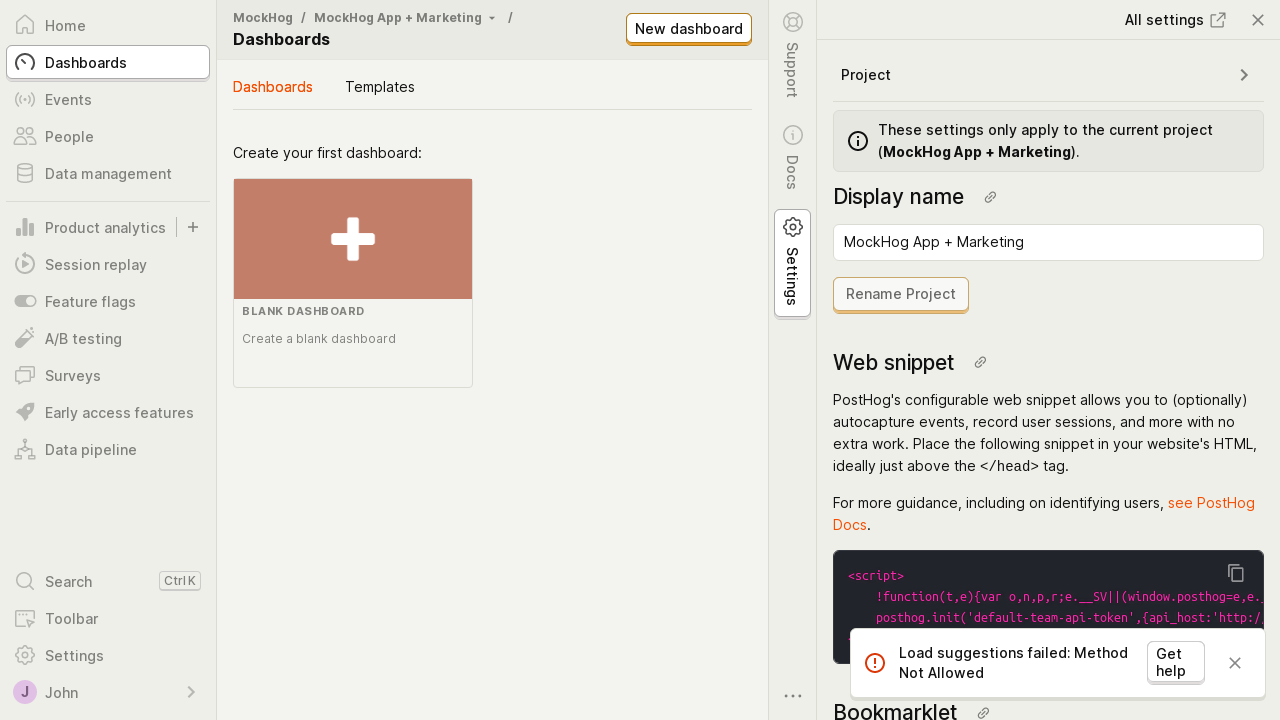 Home
Dashboards
Events
People
Data management
Product analytics
Session replay
Feature flags
A/B testing
Surveys
Early access features
Data pipeline
Search
Ctrl K
Toolbar
Settings
J
John
MockHog / MockHog App + Marketing /
Dashboards
New dashboard
Dashboards
Templates
Create your first dashboard:
BLANK DASHBOARD
Create a blank dashboard
Support
Docs
Settings
All settings
Project
These settings only apply to the current project
(MockHog App + Marketing).
Display name
MockHog App + Marketing
Rename Project
Web snippet
PostHog's configurable web snippet allows you to (optionally)
autocapture events, record user sessions, and more with no
extra work. Place the following snippet in your website's HTML,
ideally just above the </head> tag.
For more guidance, including on identifying users, see PostHog
Docs.
<script>
!function(t,e){var o,n,p,r;e.__SV||(window.posthog=e,e.
posthog.init('default-team-api-token',{api_host:'http:/
Load suggestions failed: Method
Not Allowed
Get
help
Bookmarklet